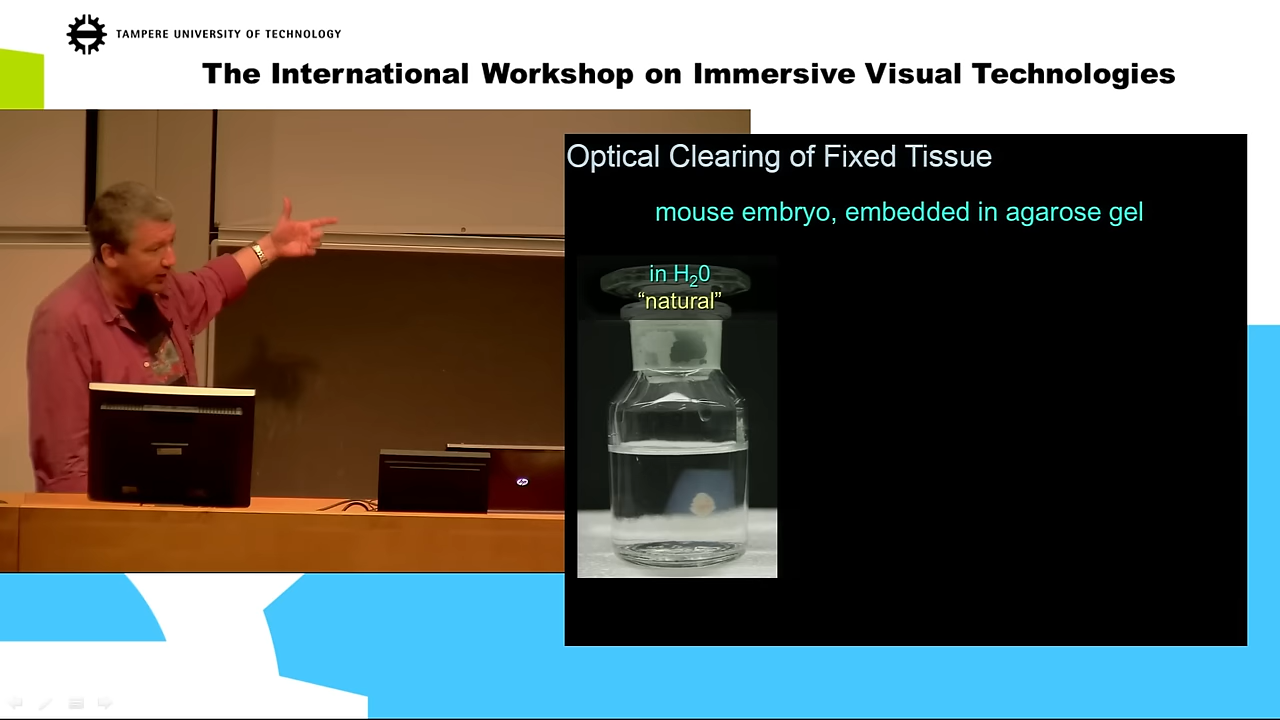 TAMPERE UNIVERSITY OF TECHNOLOGY
The International Workshop on Immersive Visual Technologies
Optical Clearing of Fixed Tissue
mouse embryo, embedded in agarose gel
in H₂0
“natural”
hp